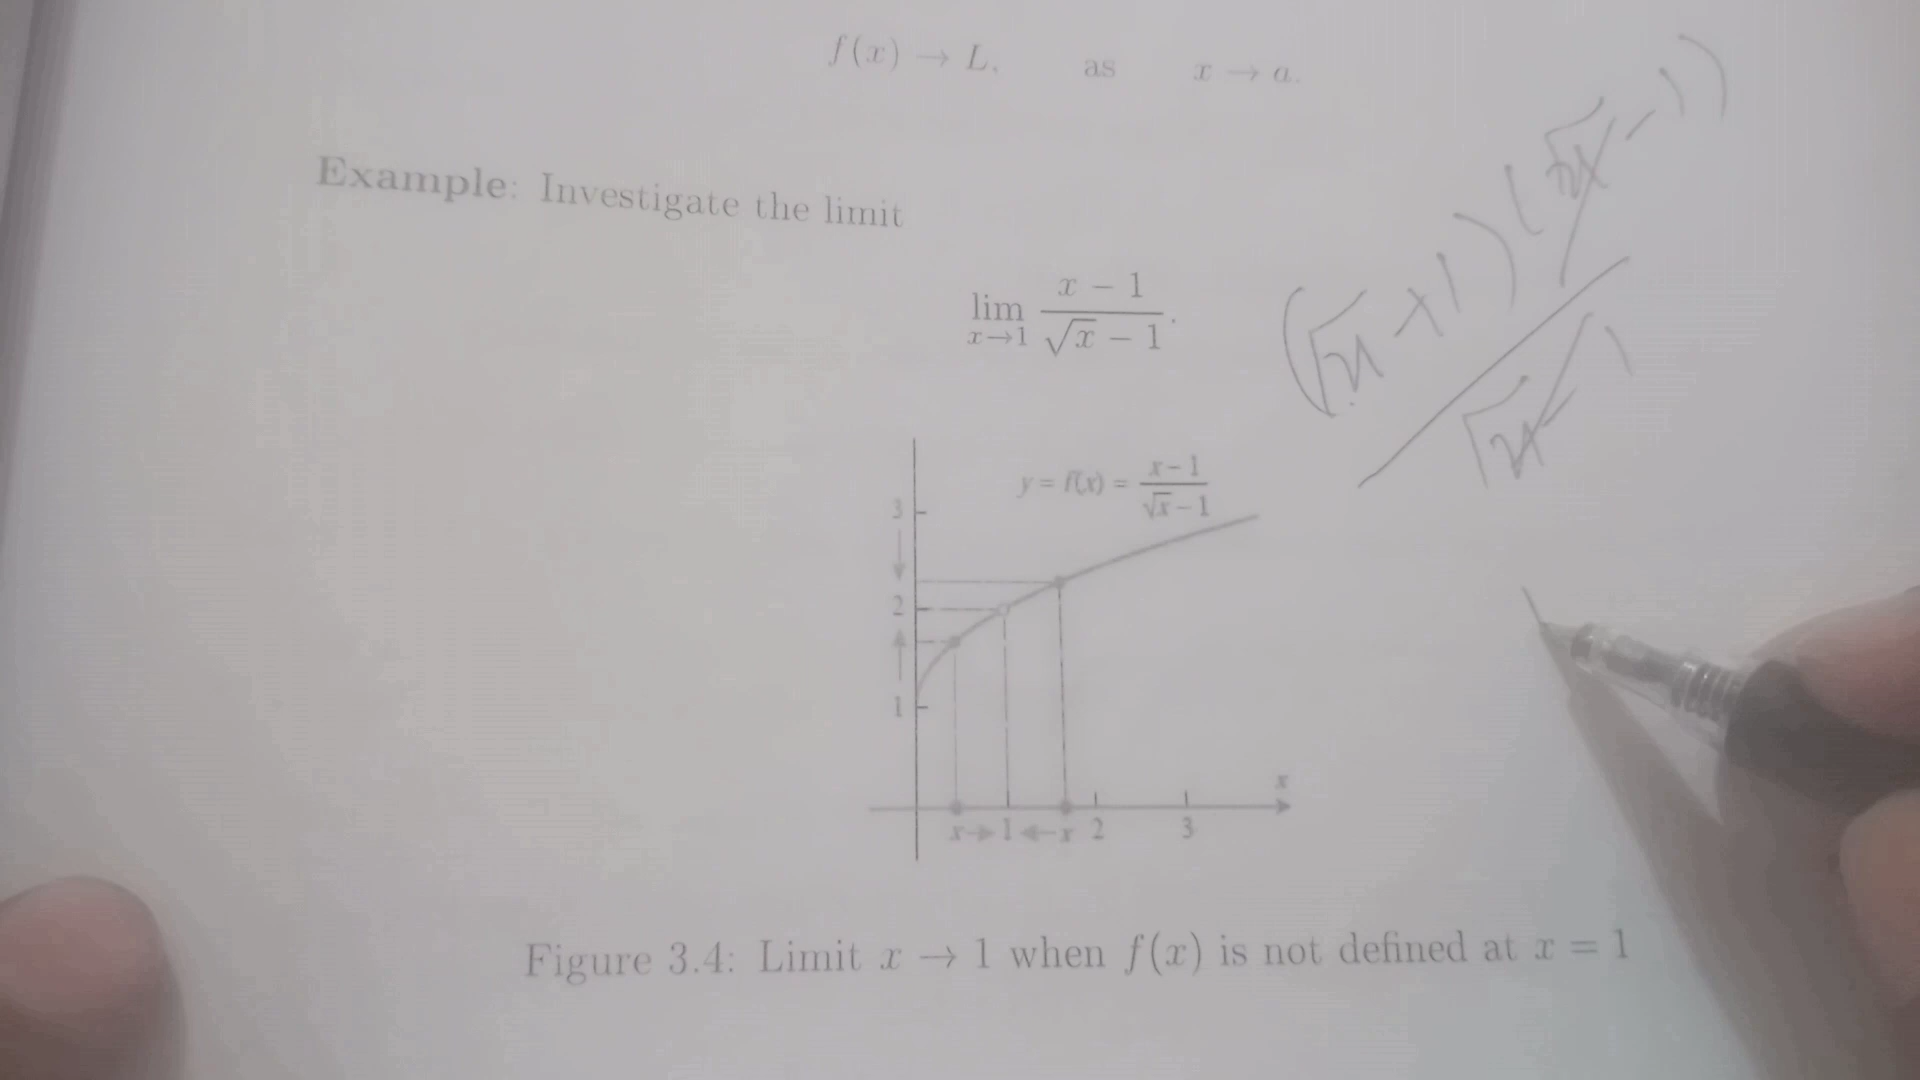 f(x) → L, as x → a.
Example: Investigate the limit
lim x→1 (x − 1)/(√x − 1).
(√x + 1)(√x − 1)
√x − 1
y = f(x) = (x − 1)/(√x − 1)
3
2
1
x
x→1←x 2 3
Figure 3.4: Limit x → 1 when f(x) is not defined at x = 1